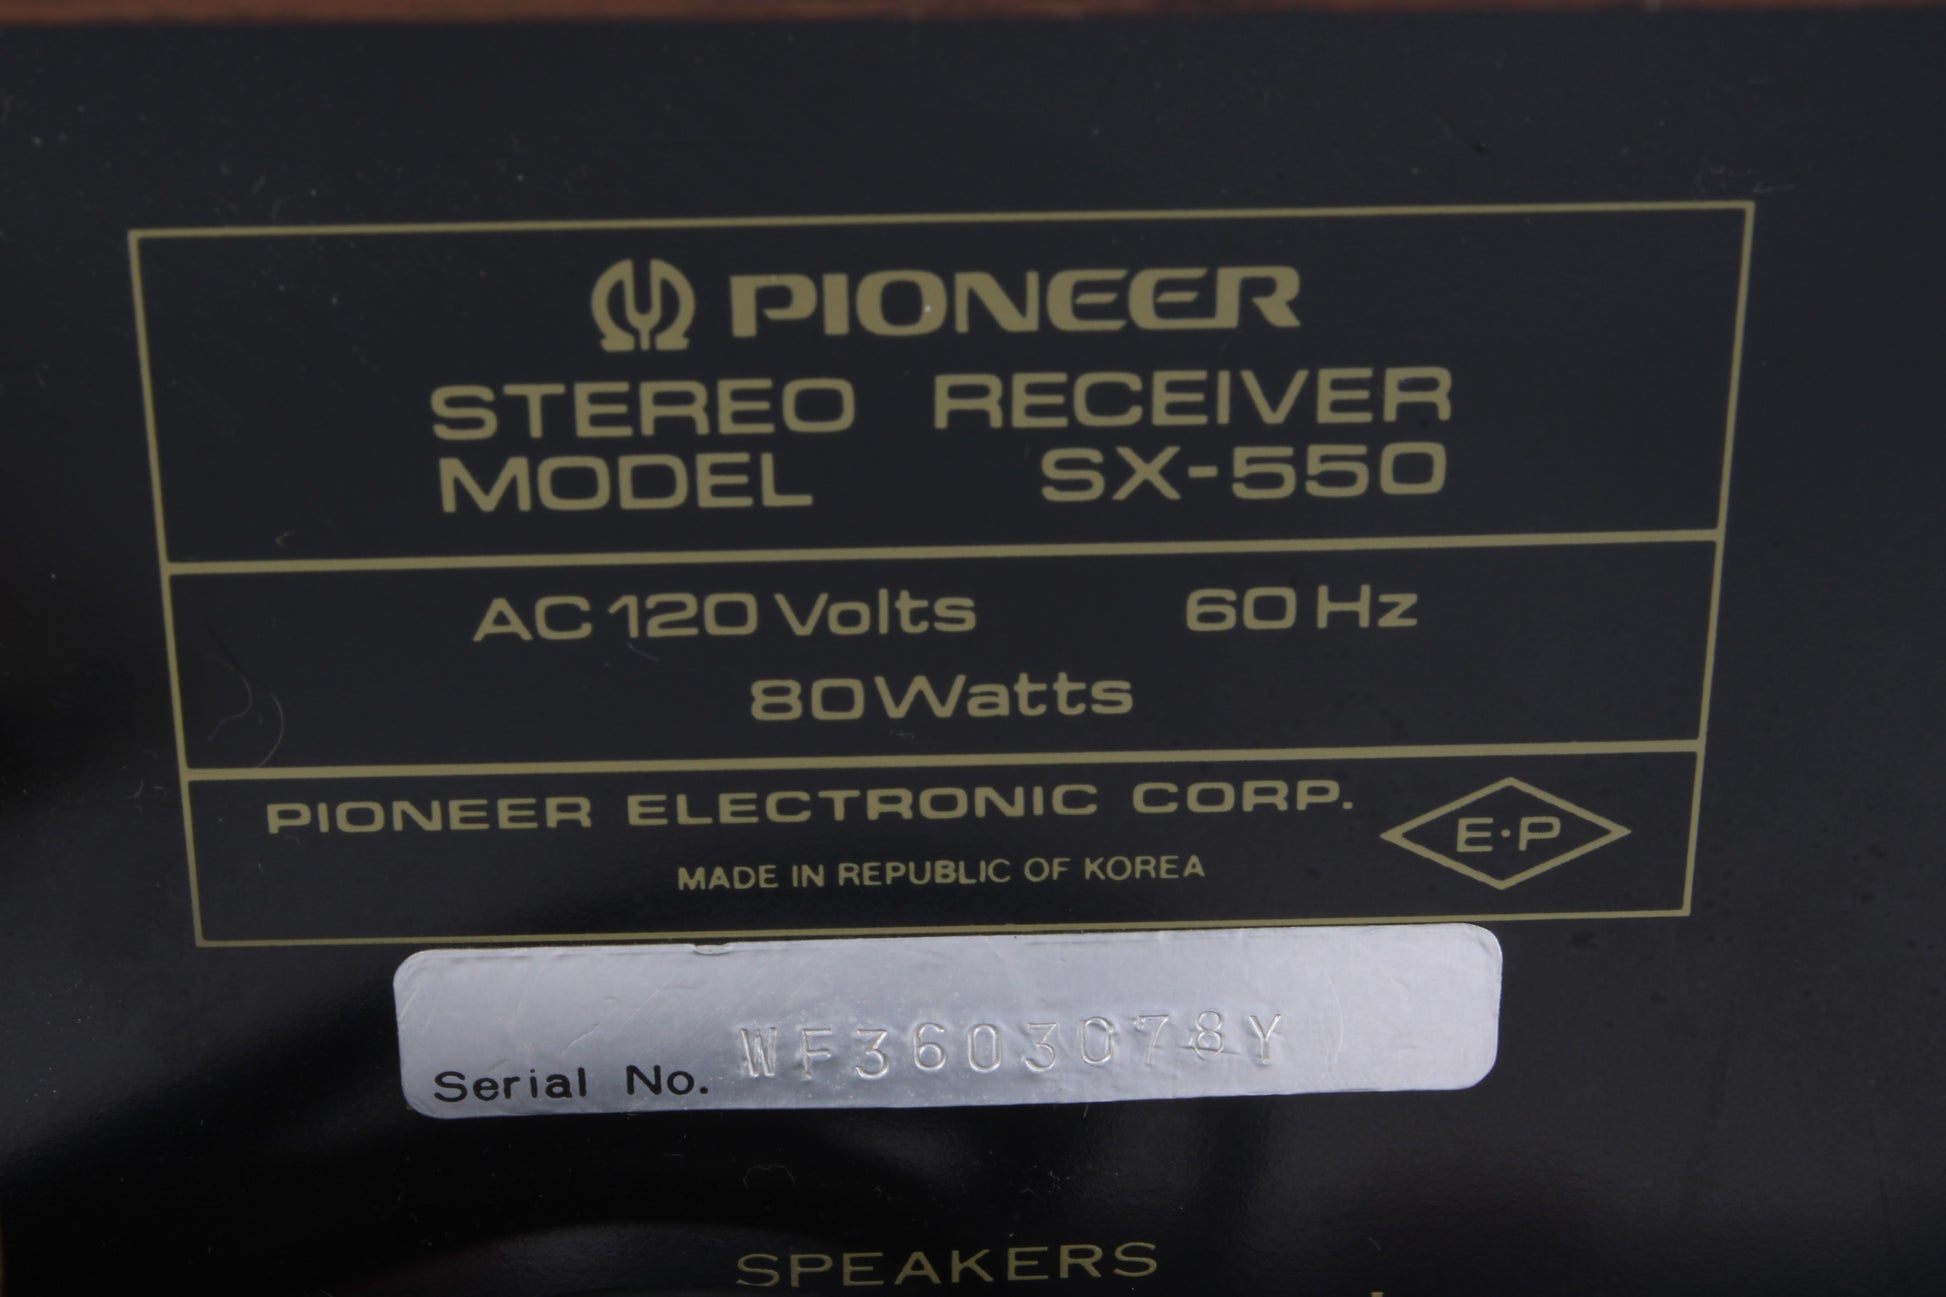 PIONEER
STEREO RECEIVER
MODEL SX-550
AC 120 Volts 60 Hz
80 Watts
PIONEER ELECTRONIC CORP.
E·P
MADE IN REPUBLIC OF KOREA
Serial No. WF3603078Y
SPEAKERS